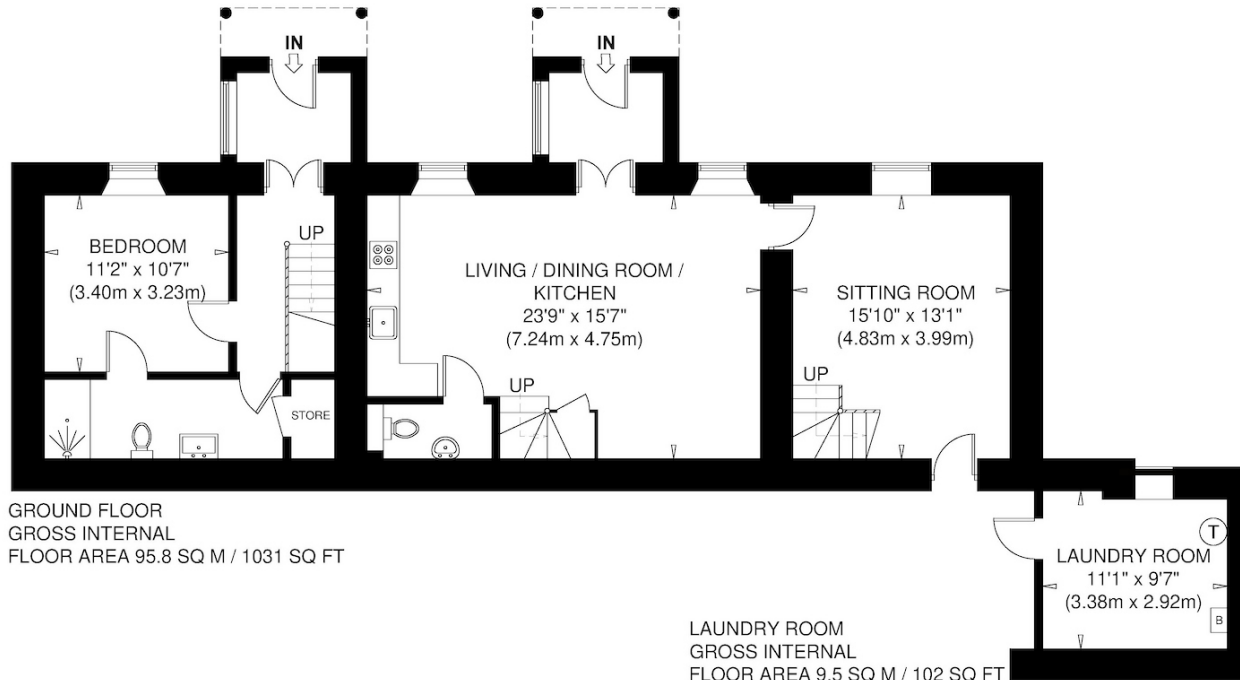 IN
IN
BEDROOM
11'2" x 10'7"
(3.40m x 3.23m)
UP
STORE
LIVING / DINING ROOM /
KITCHEN
23'9" x 15'7"
(7.24m x 4.75m)
UP
SITTING ROOM
15'10" x 13'1"
(4.83m x 3.99m)
UP
GROUND FLOOR
GROSS INTERNAL
FLOOR AREA 95.8 SQ M / 1031 SQ FT
T
LAUNDRY ROOM
11'1" x 9'7"
(3.38m x 2.92m)
B
LAUNDRY ROOM
GROSS INTERNAL
FLOOR AREA 9.5 SQ M / 102 SQ FT